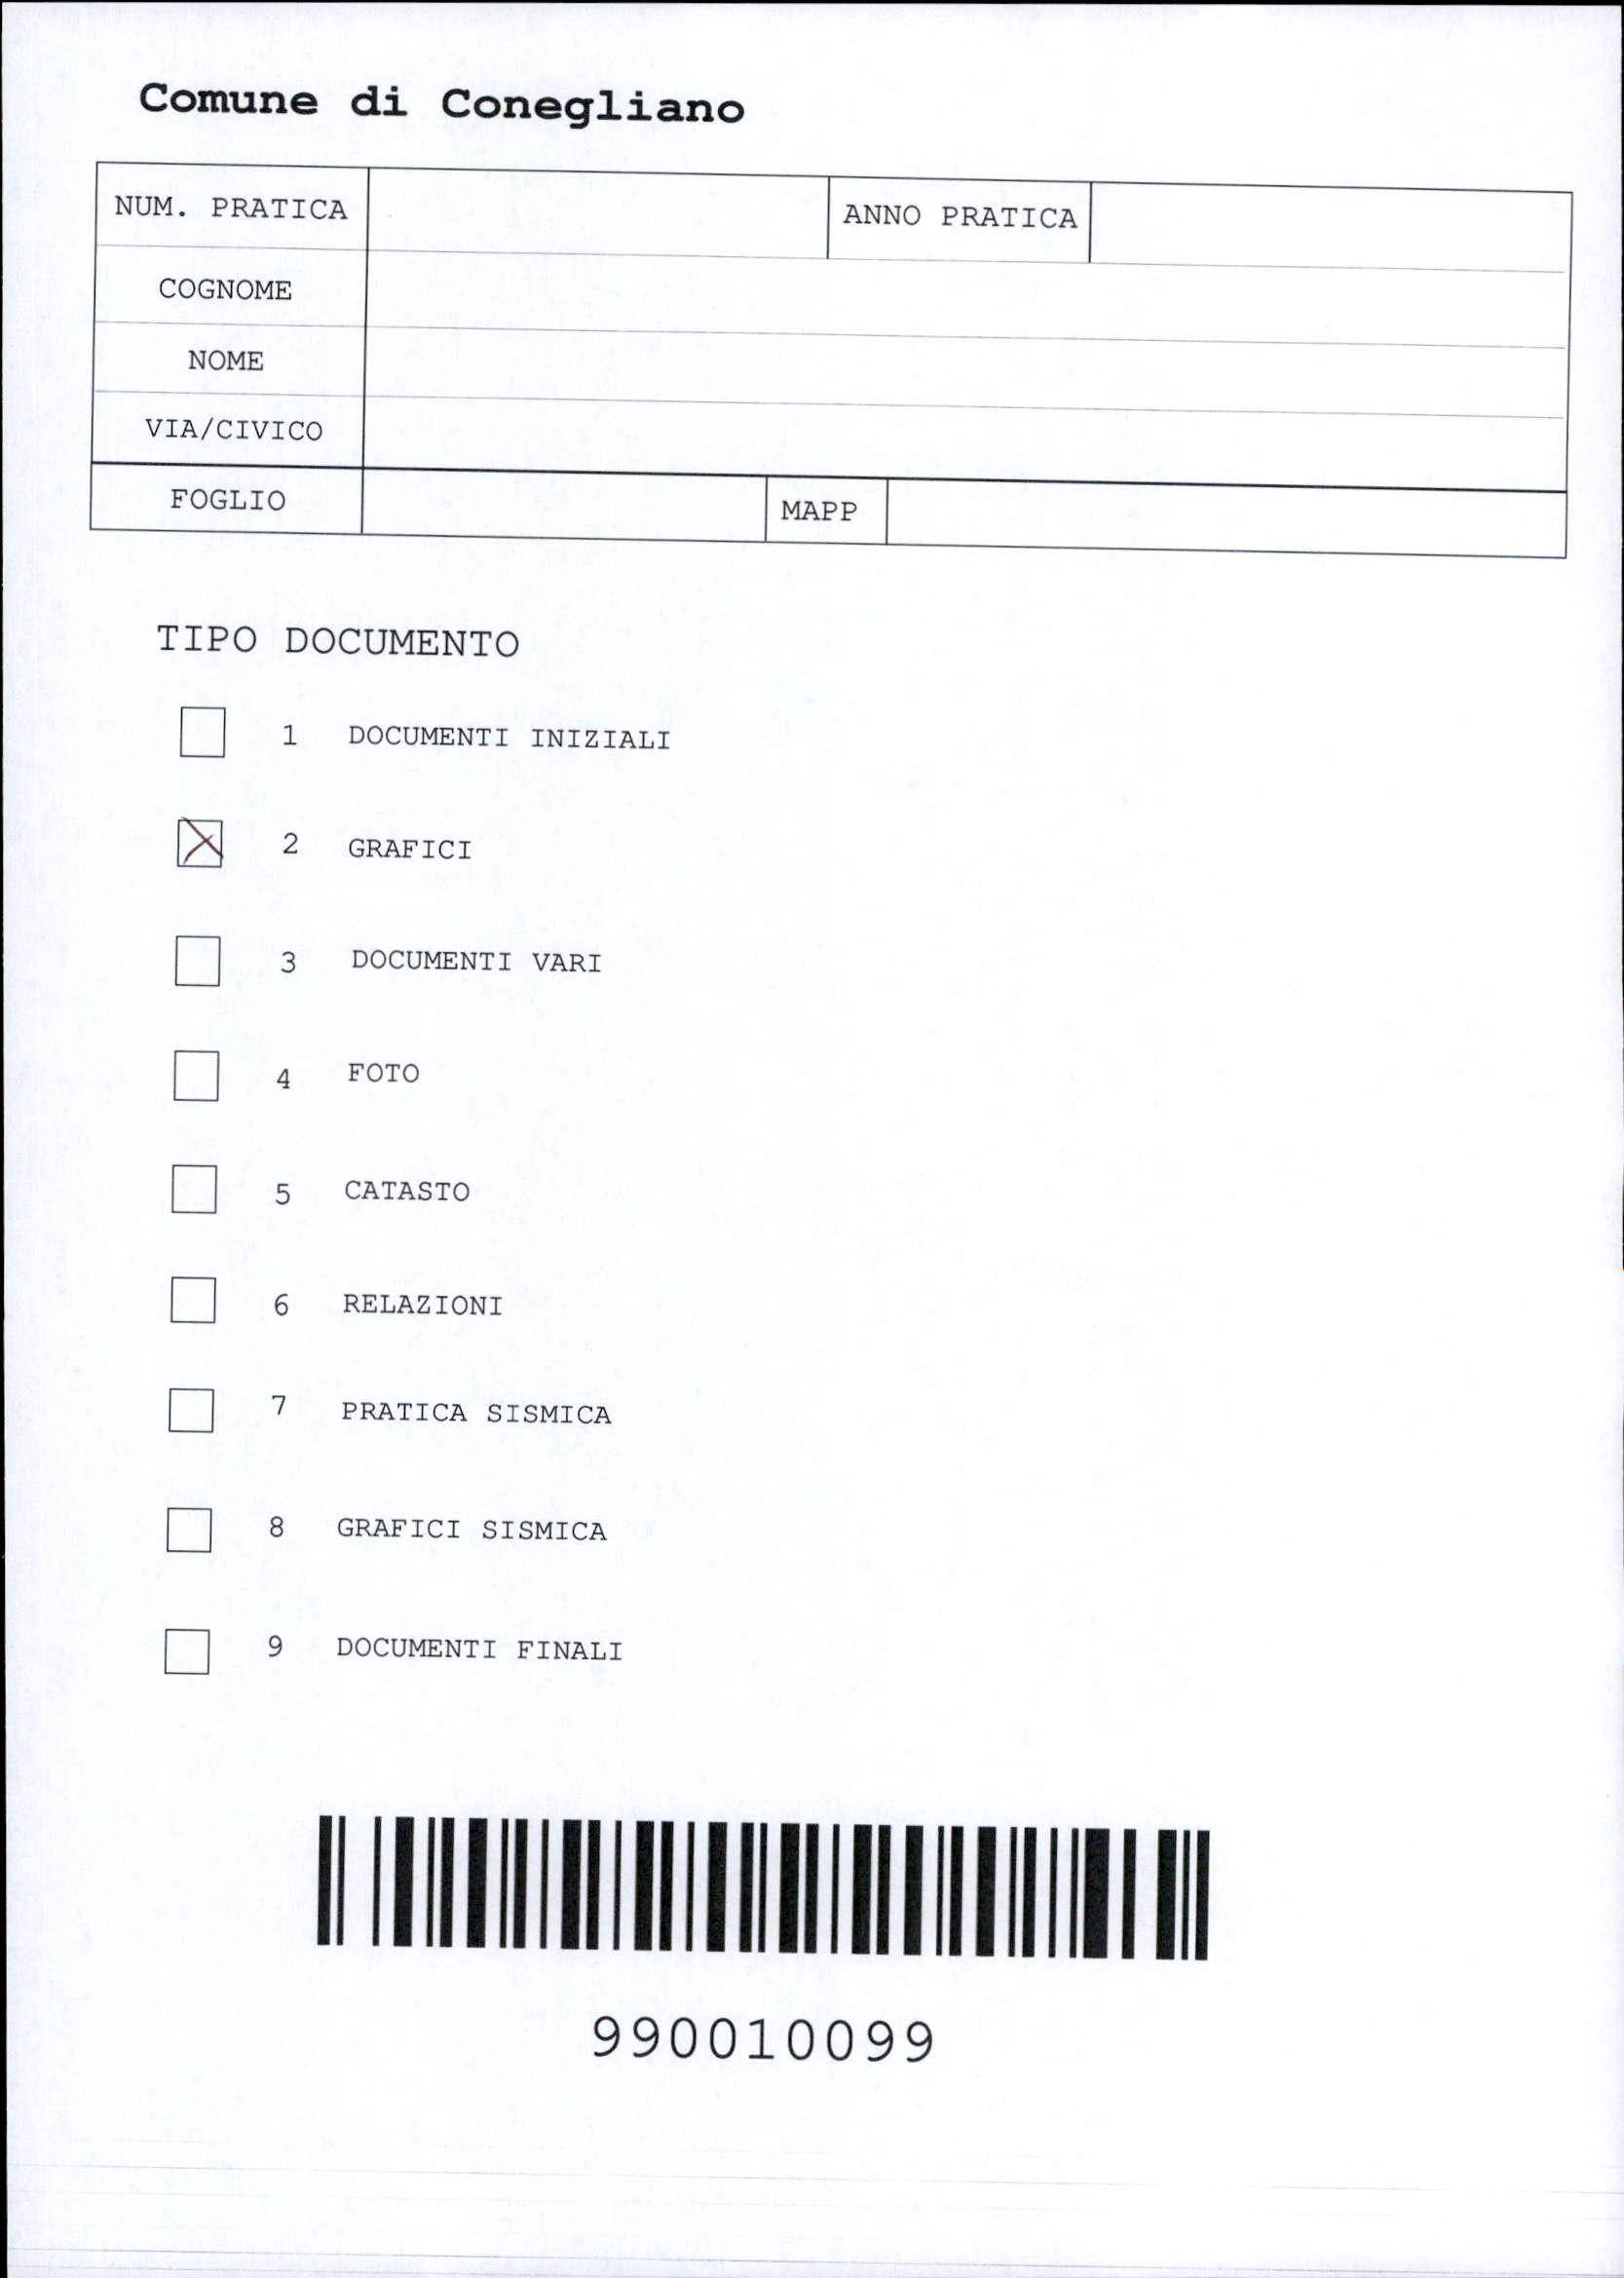 Comune di Conegliano
NUM. PRATICA ANNO PRATICA
COGNOME
NOME
VIA/CIVICO
FOGLIO MAPP
TIPO DOCUMENTO
1 DOCUMENTI INIZIALI
2 GRAFICI
3 DOCUMENTI VARI
4 FOTO
5 CATASTO
6 RELAZIONI
7 PRATICA SISMICA
8 GRAFICI SISMICA
9 DOCUMENTI FINALI
990010099